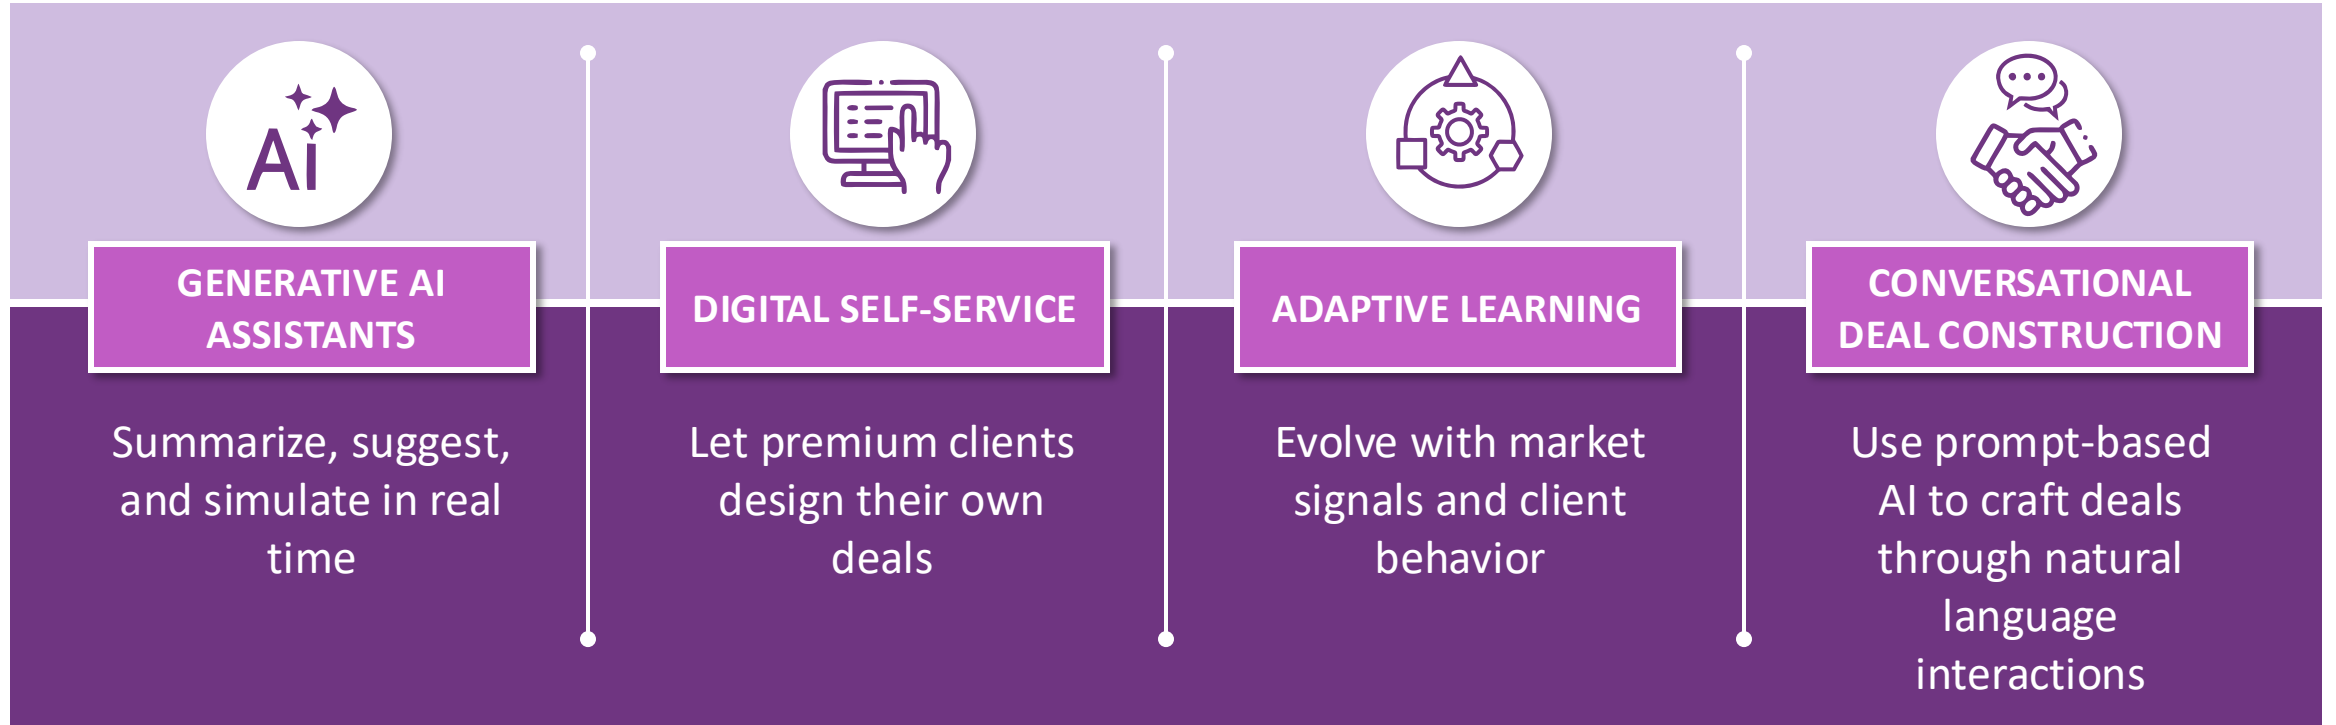 Ai
GENERATIVE AI
ASSISTANTS
Summarize, suggest,
and simulate in real
time
DIGITAL SELF-SERVICE
Let premium clients
design their own
deals
ADAPTIVE LEARNING
Evolve with market
signals and client
behavior
CONVERSATIONAL
DEAL CONSTRUCTION
Use prompt-based
AI to craft deals
through natural
language
interactions